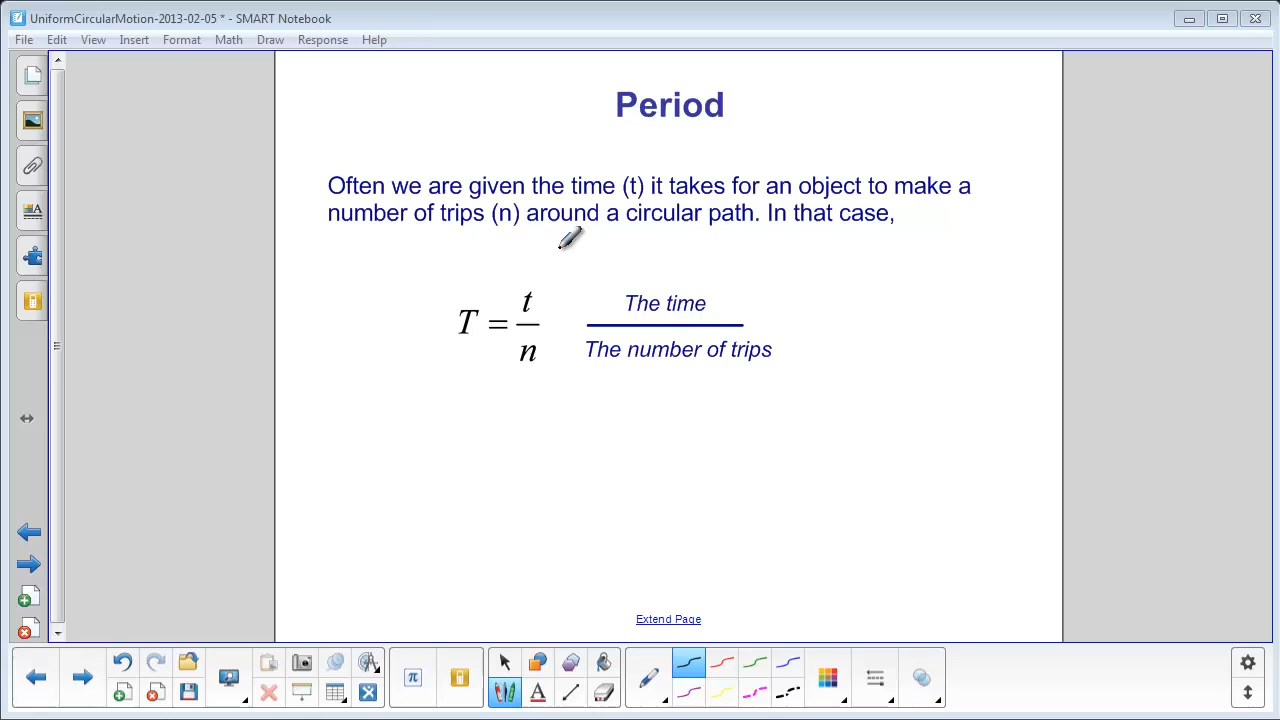 UniformCircularMotion-2013-02-05 * - SMART Notebook
File Edit View Insert Format Math Draw Response Help
Period
Often we are given the time (t) it takes for an object to make a
number of trips (n) around a circular path. In that case,
T = t/n
The time
The number of trips
Extend Page